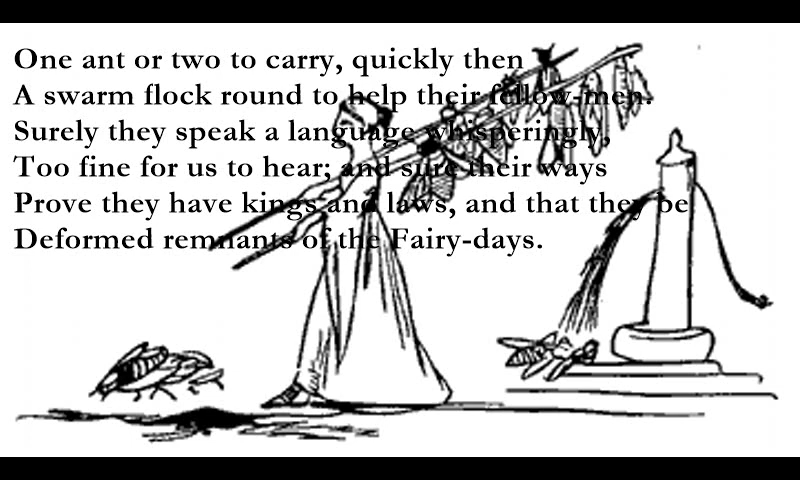 One ant or two to carry, quickly then
A swarm flock round to help their fellow-men.
Surely they speak a language whisperingly,
Too fine for us to hear; and sure their ways
Prove they have kings and laws, and that they be
Deformed remnants of the Fairy-days.